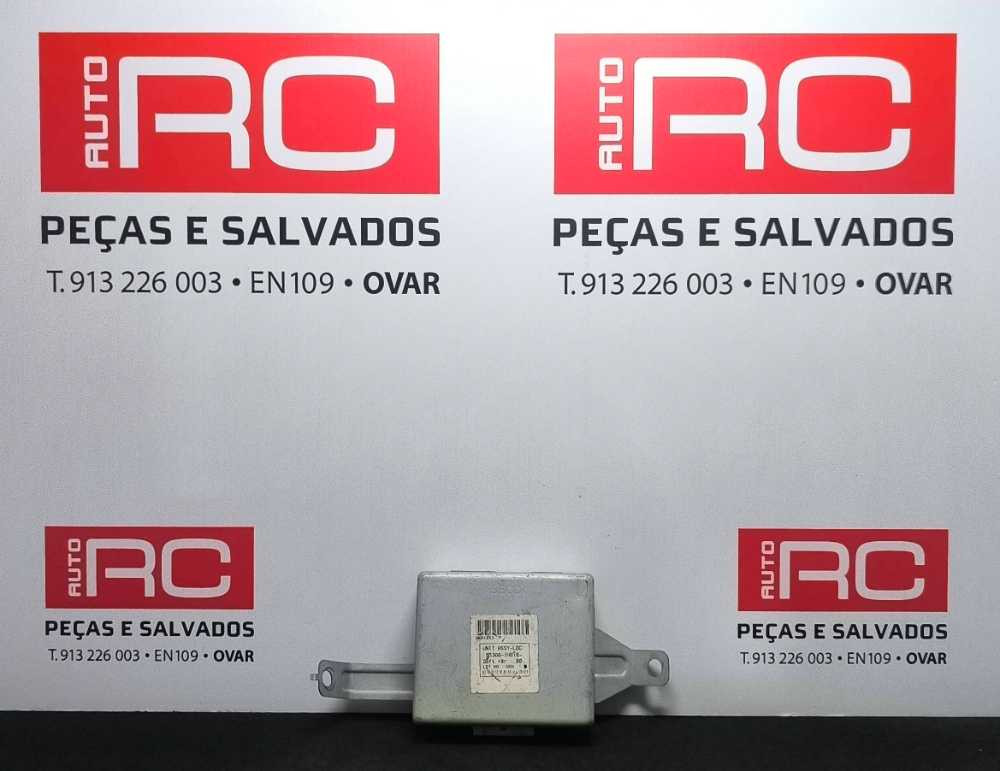 AUTO RC
PEÇAS E SALVADOS
T. 913 226 003 • EN109 • OVAR
AUTO RC
PEÇAS E SALVADOS
T. 913 226 003 • EN109 • OVAR
AUTO RC
PEÇAS E SALVADOS
T. 913 226 003 • EN109 • OVAR
UNIT ASSY-LOC
AUTO RC
PEÇAS E SALVADOS
T. 913 226 003 • EN109 • OVAR